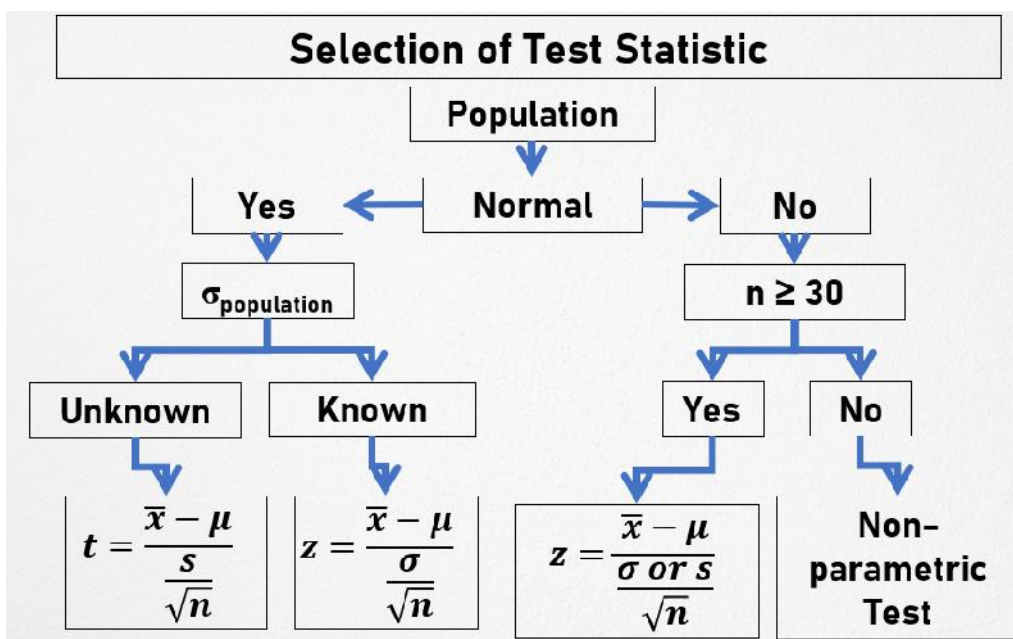 Selection of Test Statistic
Population
Yes
Normal
No
σpopulation
n ≥ 30
Unknown
Known
Yes
No
t = (x̄ − μ) / (s / √n)
z = (x̄ − μ) / (σ / √n)
z = (x̄ − μ) / (σ or s / √n)
Non-
parametric
Test